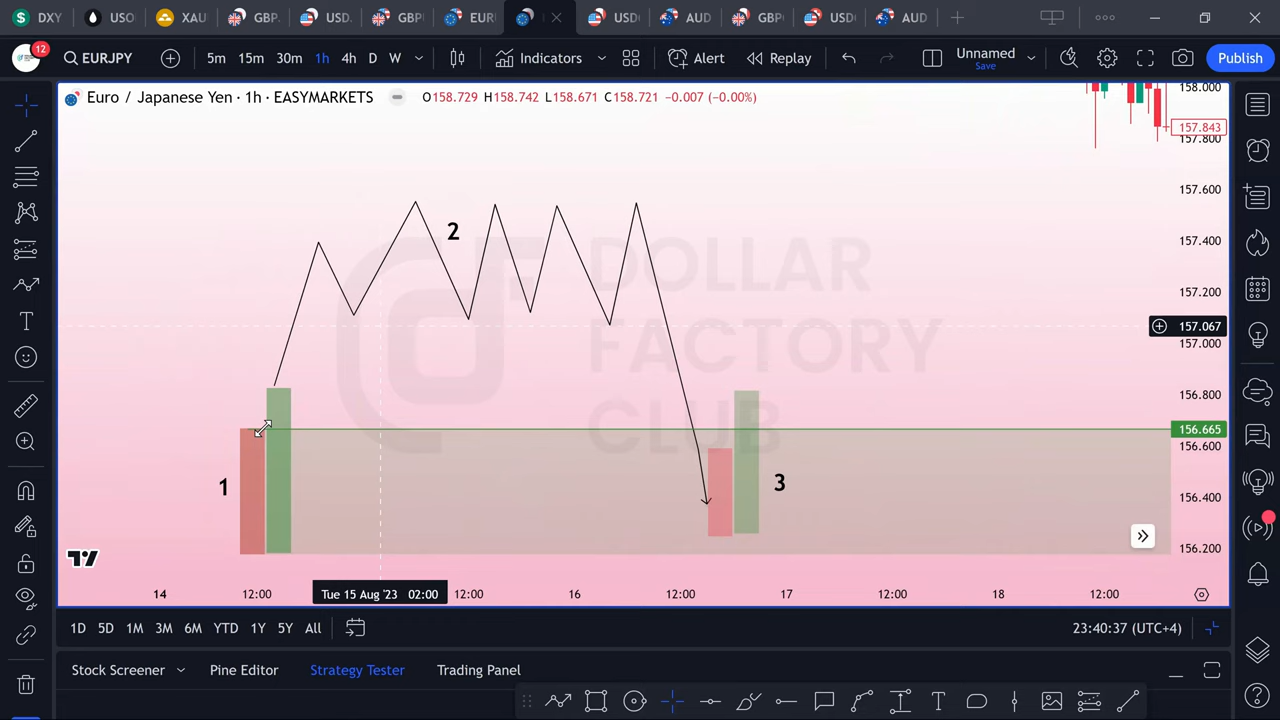 DXY USO XAU GBP. USD. GBP EUR USD AUD GBP USD AUD
12 EURJPY 5m 15m 30m 1h 4h D W Indicators Alert Replay Unnamed Save Publish
Euro / Japanese Yen · 1h · EASYMARKETS O158.729 H158.742 L158.671 C158.721 −0.007 (−0.00%)
158.000
157.843
157.800
157.600
2
157.400
DOLLAR
157.200
157.067
FACTORY
157.000
156.800
CLUB
156.665
156.600
1
3
156.400
156.200
14 12:00 Tue 15 Aug '23 02:00 12:00 16 12:00 17 12:00 18 12:00
1D 5D 1M 3M 6M YTD 1Y 5Y All 23:40:37 (UTC+4)
Stock Screener Pine Editor Strategy Tester Trading Panel